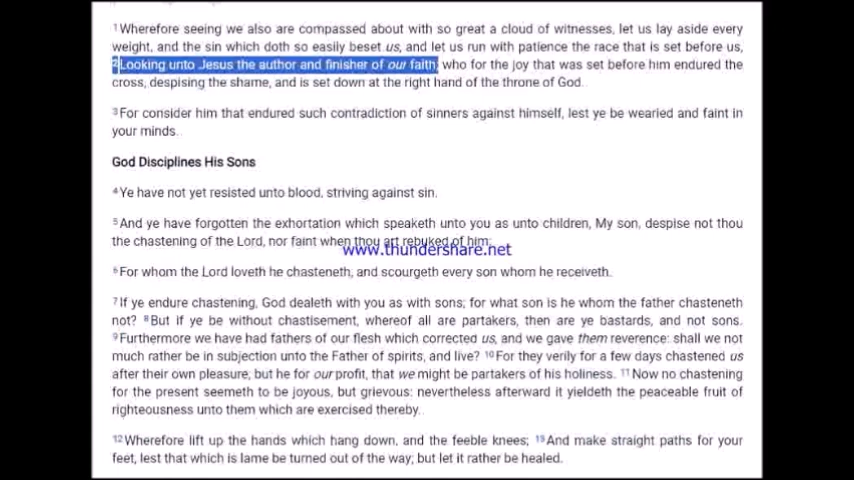 1Wherefore seeing we also are compassed about with so great a cloud of witnesses, let us lay aside every
weight, and the sin which doth so easily beset us, and let us run with patience the race that is set before us,
2Looking unto Jesus the author and finisher of our faith; who for the joy that was set before him endured the
cross, despising the shame, and is set down at the right hand of the throne of God.
3For consider him that endured such contradiction of sinners against himself, lest ye be wearied and faint in
your minds.
God Disciplines His Sons
4Ye have not yet resisted unto blood, striving against sin.
5And ye have forgotten the exhortation which speaketh unto you as unto children, My son, despise not thou
the chastening of the Lord, nor faint when thou art rebuked of him:
www.thundershare.net
6For whom the Lord loveth he chasteneth, and scourgeth every son whom he receiveth.
7If ye endure chastening, God dealeth with you as with sons; for what son is he whom the father chasteneth
not? 8But if ye be without chastisement, whereof all are partakers, then are ye bastards, and not sons.
9Furthermore we have had fathers of our flesh which corrected us, and we gave them reverence: shall we not
much rather be in subjection unto the Father of spirits, and live? 10For they verily for a few days chastened us
after their own pleasure; but he for our profit, that we might be partakers of his holiness. 11Now no chastening
for the present seemeth to be joyous, but grievous: nevertheless afterward it yieldeth the peaceable fruit of
righteousness unto them which are exercised thereby.
12Wherefore lift up the hands which hang down, and the feeble knees; 13And make straight paths for your
feet, lest that which is lame be turned out of the way; but let it rather be healed.